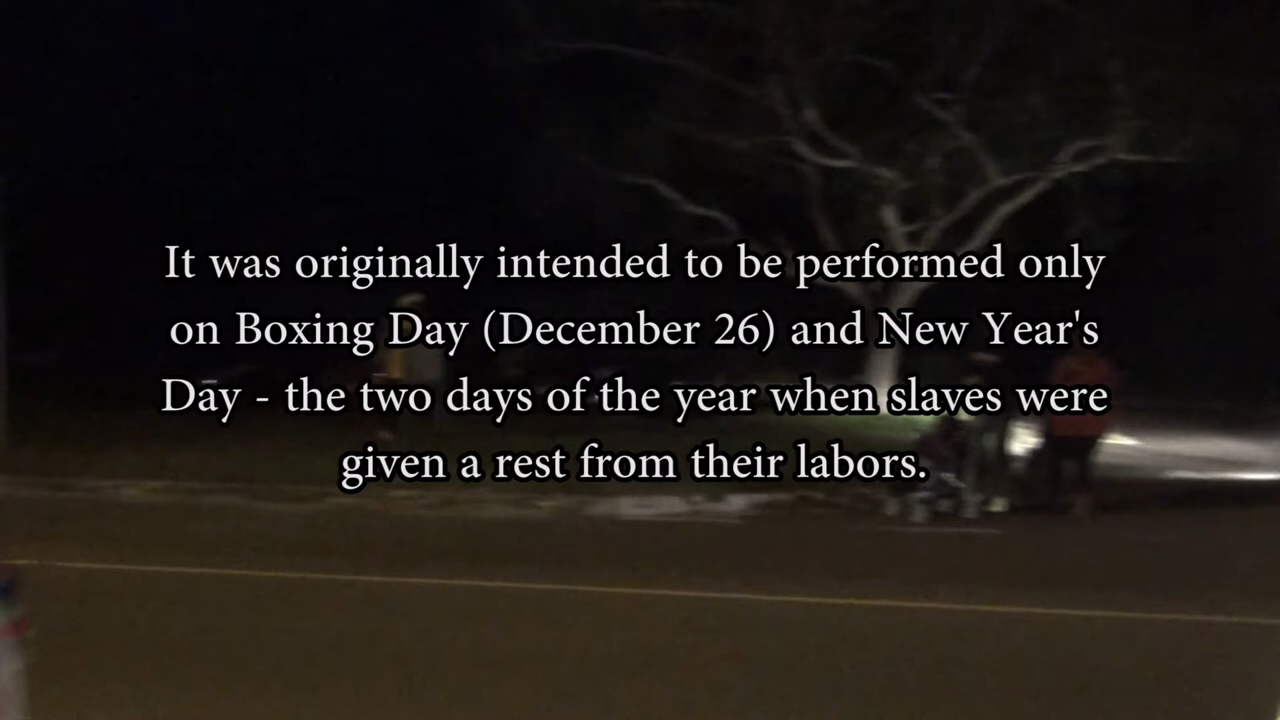 It was originally intended to be performed only
on Boxing Day (December 26) and New Year's
Day - the two days of the year when slaves were
given a rest from their labors.